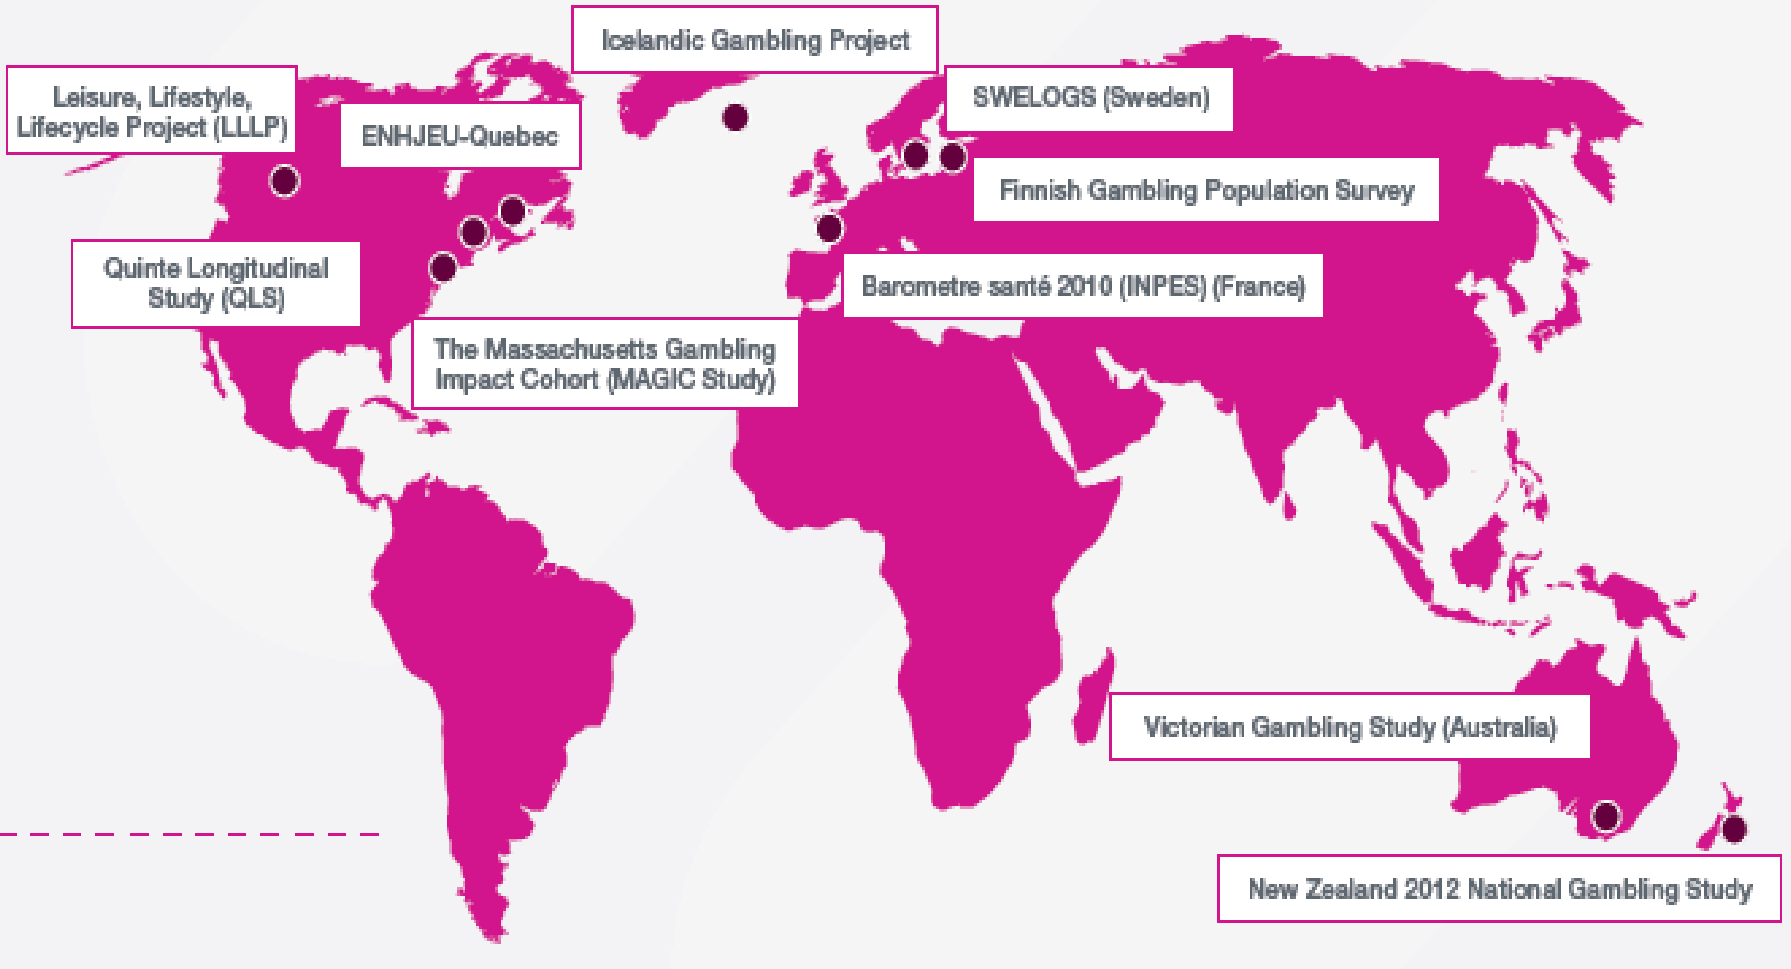 Icelandic Gambling Project
Leisure, Lifestyle,
Lifecycle Project (LLLP)
ENHJEU-Quebec
SWELOGS (Sweden)
Finnish Gambling Population Survey
Quinte Longitudinal
Study (QLS)
Barometre santé 2010 (INPES) (France)
The Massachusetts Gambling
Impact Cohort (MAGIC Study)
Victorian Gambling Study (Australia)
New Zealand 2012 National Gambling Study